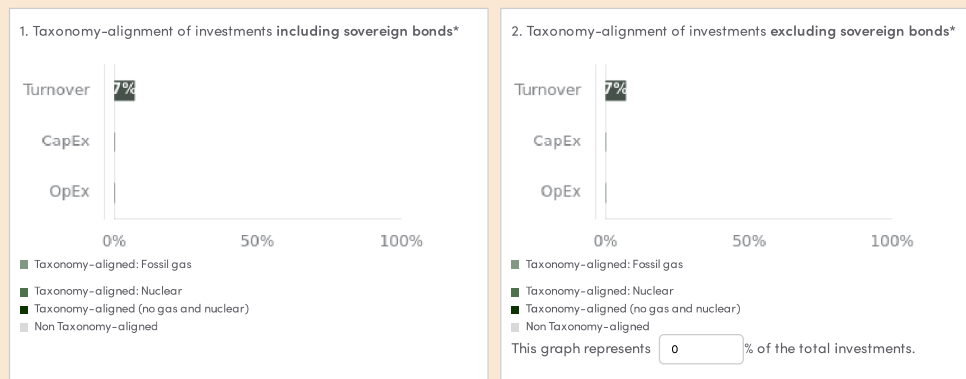 1. Taxonomy-alignment of investments including sovereign bonds*
Turnover
7%
CapEx
OpEx
0% 50% 100%
Taxonomy-aligned: Fossil gas
Taxonomy-aligned: Nuclear
Taxonomy-aligned (no gas and nuclear)
Non Taxonomy-aligned
2. Taxonomy-alignment of investments excluding sovereign bonds*
Turnover
7%
CapEx
OpEx
0% 50% 100%
Taxonomy-aligned: Fossil gas
Taxonomy-aligned: Nuclear
Taxonomy-aligned (no gas and nuclear)
Non Taxonomy-aligned
This graph represents 0 % of the total investments.